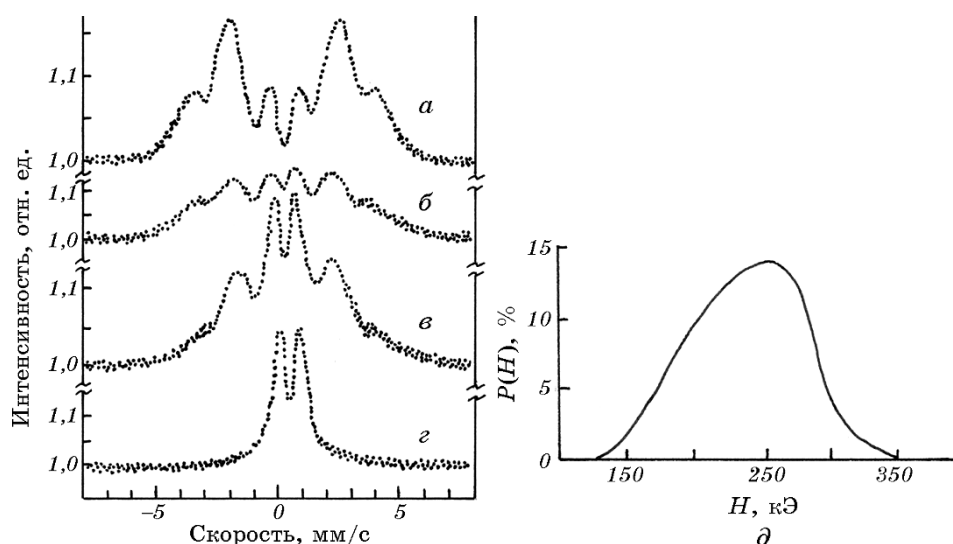 Интенсивность, отн. ед.
1,1
1,0
1,1
1,0
1,1
1,0
1,1
1,0
а
б
в
г
−5
0
5
Скорость, мм/с
P(H), %
15
10
5
0
150
250
350
H, кЭ
д